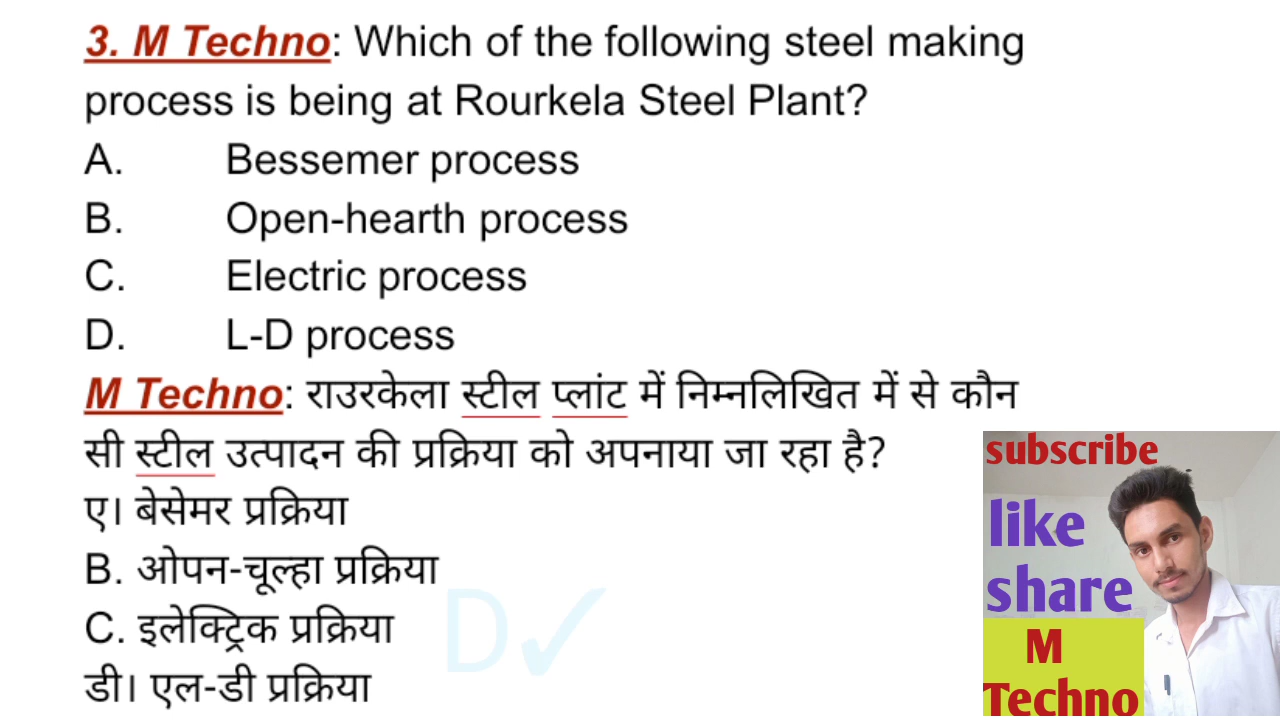 3. M Techno: Which of the following steel making
process is being at Rourkela Steel Plant?
A. Bessemer process
B. Open-hearth process
C. Electric process
D. L-D process
M Techno: राउरकेला स्टील प्लांट में निम्नलिखित में से कौन
सी स्टील उत्पादन की प्रक्रिया को अपनाया जा रहा है?
ए। बेसेमर प्रक्रिया
B. ओपन-चूल्हा प्रक्रिया
C. इलेक्ट्रिक प्रक्रिया
डी। एल-डी प्रक्रिया
D✓
subscribe
like
share
M
Techno